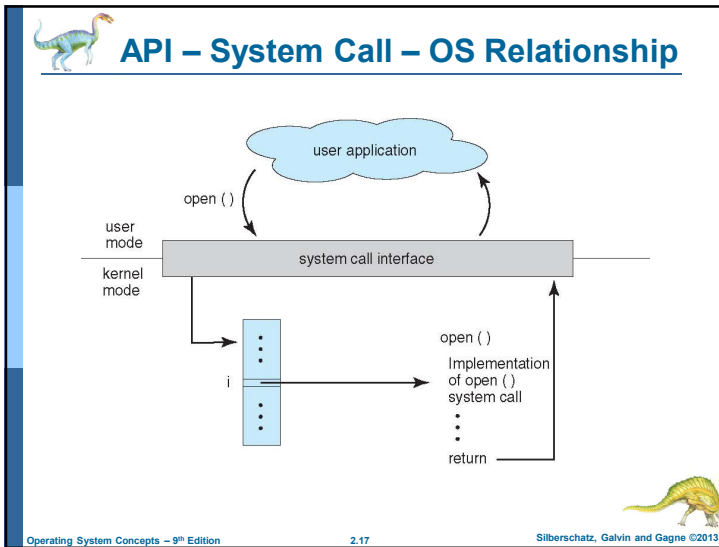 API – System Call – OS Relationship
user application
open ( )
user
mode
system call interface
kernel
mode
open ( )
Implementation
of open ( )
system call
i
return
Operating System Concepts – 9th Edition
2.17
Silberschatz, Galvin and Gagne ©2013